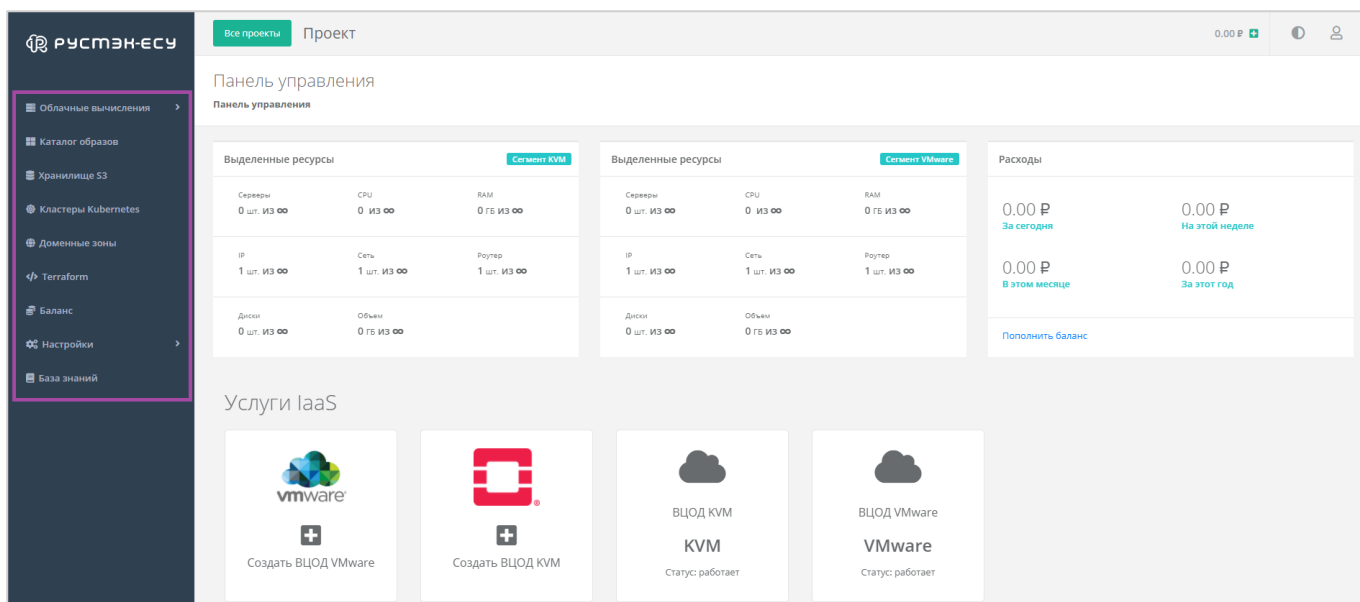 РУСТЭК-ЕСУ
Все проекты Проект 0.00 ₽
Панель управления
Панель управления
Облачные вычисления
Каталог образов
Хранилище S3
Кластеры Kubernetes
Доменные зоны
Terraform
Баланс
Настройки
База знаний
Выделенные ресурсы Сегмент KVM
Серверы CPU RAM
0 шт. из ∞ 0 из ∞ 0 ГБ из ∞
IP Сеть Роутер
1 шт. из ∞ 1 шт. из ∞ 1 шт. из ∞
Диски Объем
0 шт. из ∞ 0 ГБ из ∞
Выделенные ресурсы Сегмент VMware
Серверы CPU RAM
0 шт. из ∞ 0 из ∞ 0 ГБ из ∞
IP Сеть Роутер
1 шт. из ∞ 1 шт. из ∞ 1 шт. из ∞
Диски Объем
0 шт. из ∞ 0 ГБ из ∞
Расходы
0.00 ₽ 0.00 ₽
За сегодня На этой неделе
0.00 ₽ 0.00 ₽
В этом месяце За этот год
Пополнить баланс
Услуги IaaS
vmware
Создать ВЦОД VMware
Создать ВЦОД KVM
ВЦОД KVM
KVM
Статус: работает
ВЦОД VMware
VMware
Статус: работает